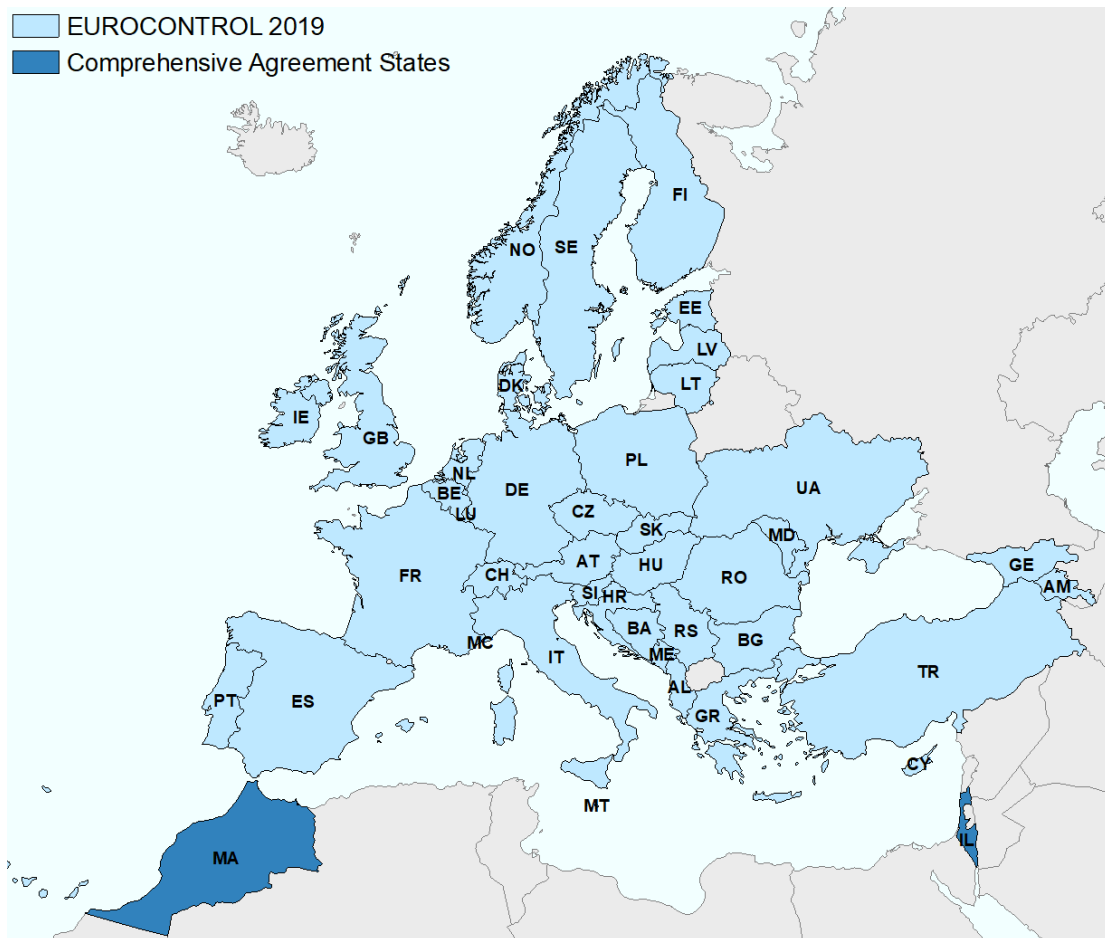 EUROCONTROL 2019
Comprehensive Agreement States
FI
NO
SE
EE
LV
LT
DK
IE
GB
NL
PL
BE
DE
UA
LU
CZ
SK
MD
AT
HU
GE
FR
CH
RO
AM
SI
HR
BA
RS
MC
ME
BG
IT
TR
AL
PT
ES
GR
CY
MT
IL
MA